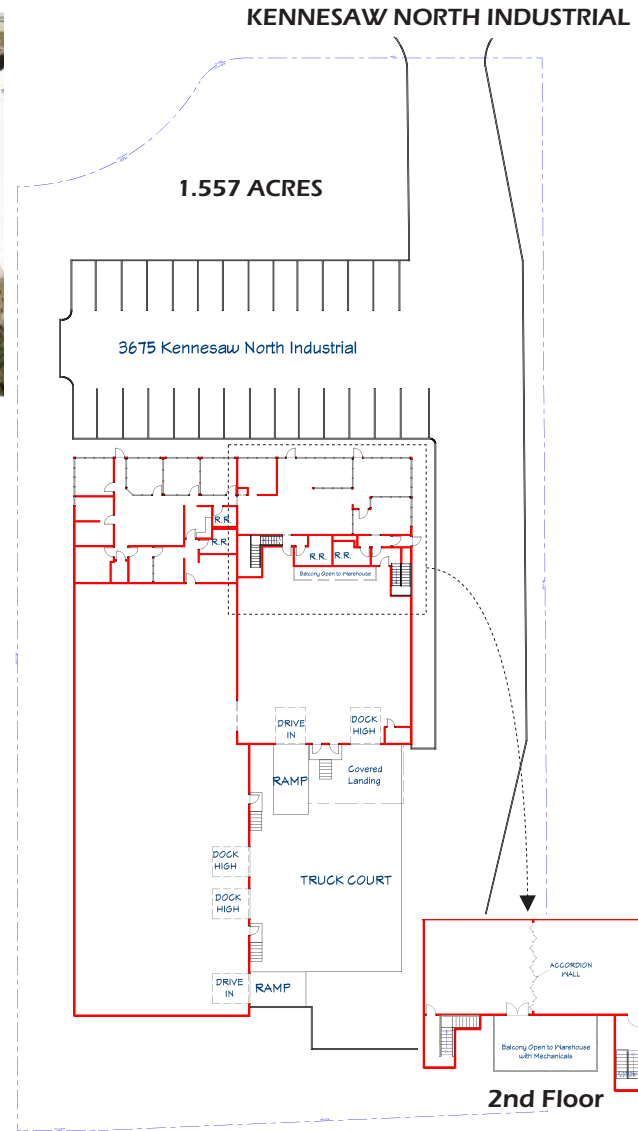 KENNESAW NORTH INDUSTRIAL
1.557 ACRES
3675 Kennesaw North Industrial
R.R.
R.R.
R.R.
R.R.
Balcony Open to Warehouse
DRIVE
IN
DOCK
HIGH
RAMP
Covered
Landing
DOCK
HIGH
TRUCK COURT
DOCK
HIGH
DRIVE
IN
RAMP
ACCORDION
WALL
Balcony Open to Warehouse
with Mechanicals
2nd Floor